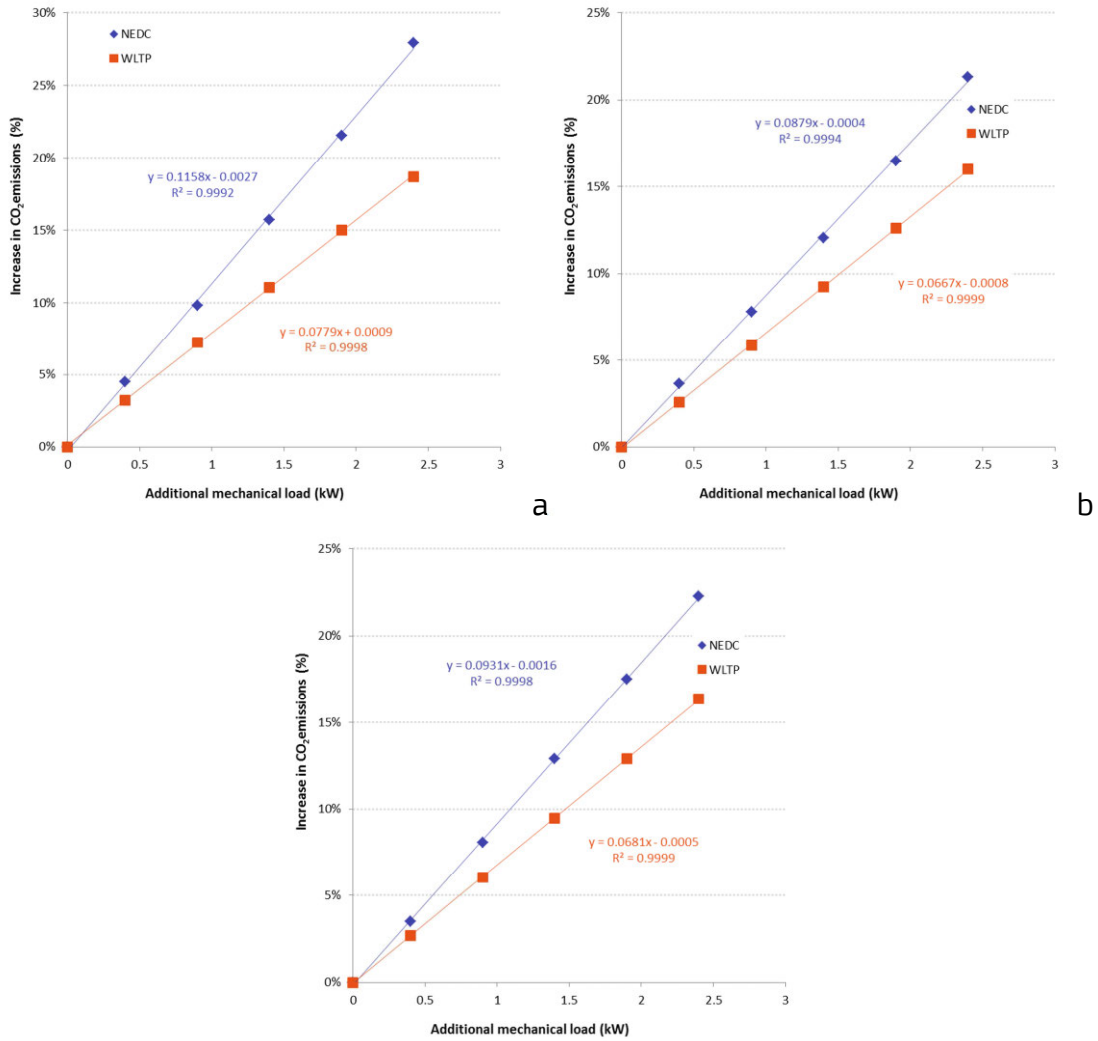 30%
25%
20%
15%
10%
5%
0%
Increase in CO₂emissions (%)
NEDC
WLTP
y = 0.1158x - 0.0027
R² = 0.9992
y = 0.0779x + 0.0009
R² = 0.9998
0 0.5 1 1.5 2 2.5 3
Additional mechanical load (kW)
a
25%
20%
15%
10%
5%
0%
Increase in CO₂emissions (%)
NEDC
WLTP
y = 0.0879x - 0.0004
R² = 0.9994
y = 0.0667x - 0.0008
R² = 0.9999
0 0.5 1 1.5 2 2.5 3
Additional mechanical load (kW)
b
25%
20%
15%
10%
5%
0%
Increase in CO₂emissions (%)
NEDC
WLTP
y = 0.0931x - 0.0016
R² = 0.9998
y = 0.0681x - 0.0005
R² = 0.9999
0 0.5 1 1.5 2 2.5 3
Additional mechanical load (kW)